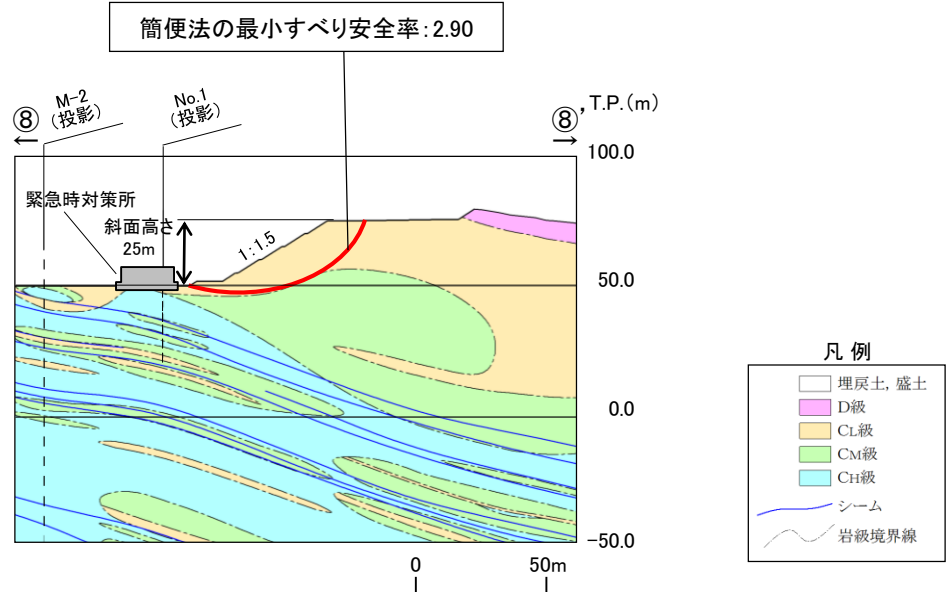 簡便法の最小すべり安全率:2.90
M-2
(投影)
No.1
(投影)
⑧
←
⑧'
→
T.P.(m)
100.0
緊急時対策所
斜面高さ
25m
1:1.5
50.0
0.0
-50.0
0
50m
凡 例
埋戻土,盛土
D級
CL級
CM級
CH級
シーム
岩級境界線